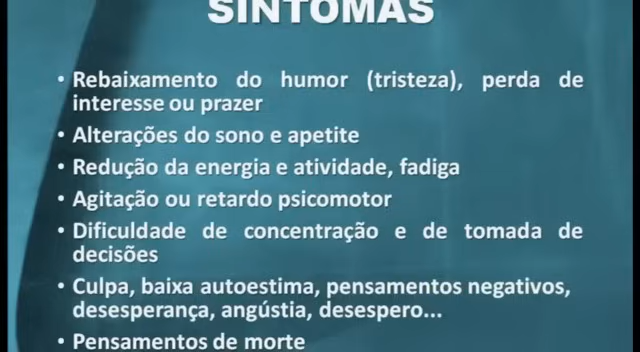 SINTOMAS
• Rebaixamento do humor (tristeza), perda de
interesse ou prazer
• Alterações do sono e apetite
• Redução da energia e atividade, fadiga
• Agitação ou retardo psicomotor
• Dificuldade de concentração e de tomada de
decisões
• Culpa, baixa autoestima, pensamentos negativos,
desesperança, angústia, desespero...
• Pensamentos de morte